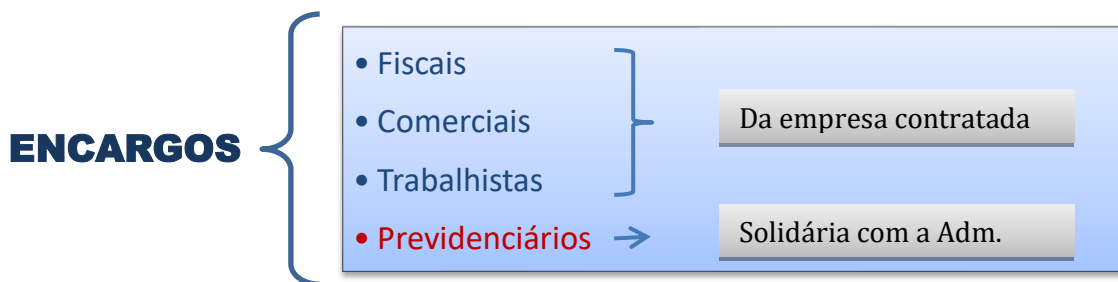 ENCARGOS
• Fiscais
• Comerciais
• Trabalhistas
• Previdenciários
Da empresa contratada
Solidária com a Adm.